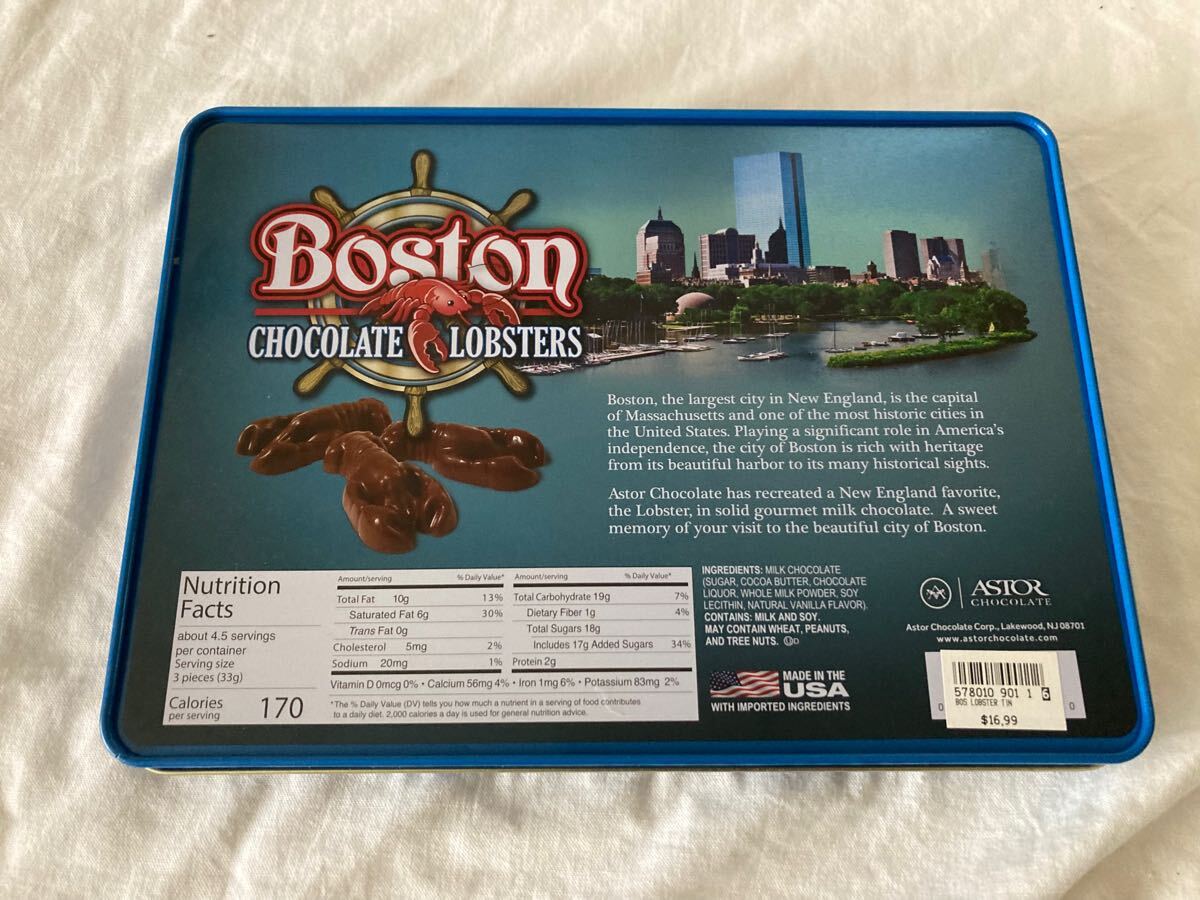 Boston
CHOCOLATE LOBSTERS
Boston, the largest city in New England, is the capital
of Massachusetts and one of the most historic cities in
the United States. Playing a significant role in America's
independence, the city of Boston is rich with heritage
from its beautiful harbor to its many historical sights.
Astor Chocolate has recreated a New England favorite,
the Lobster, in solid gourmet milk chocolate. A sweet
memory of your visit to the beautiful city of Boston.
Nutrition
Facts
about 4.5 servings
per container
Serving size
3 pieces (33g)
Calories 170
per serving
Amount/serving % Daily Value*
Total Fat 10g 13%
Saturated Fat 6g 30%
Trans Fat 0g
Cholesterol 5mg 2%
Sodium 20mg 1%
Amount/serving % Daily Value*
Total Carbohydrate 19g 7%
Dietary Fiber 1g 4%
Total Sugars 18g
Includes 17g Added Sugars 34%
Protein 2g
Vitamin D 0mcg 0% • Calcium 56mg 4% • Iron 1mg 6% • Potassium 83mg 2%
*The % Daily Value (DV) tells you how much a nutrient in a serving of food contributes
to a daily diet. 2,000 calories a day is used for general nutrition advice.
INGREDIENTS: MILK CHOCOLATE
(SUGAR, COCOA BUTTER, CHOCOLATE
LIQUOR, WHOLE MILK POWDER, SOY
LECITHIN, NATURAL VANILLA FLAVOR).
CONTAINS: MILK AND SOY.
MAY CONTAIN WHEAT, PEANUTS,
AND TREE NUTS. ⓊD
MADE IN THE
USA
WITH IMPORTED INGREDIENTS
ASTOR
CHOCOLATE
Astor Chocolate Corp., Lakewood, NJ 08701
www.astorchocolate.com
578010 901 1 6
BOS LOBSTER TIN
$16.99
0 0